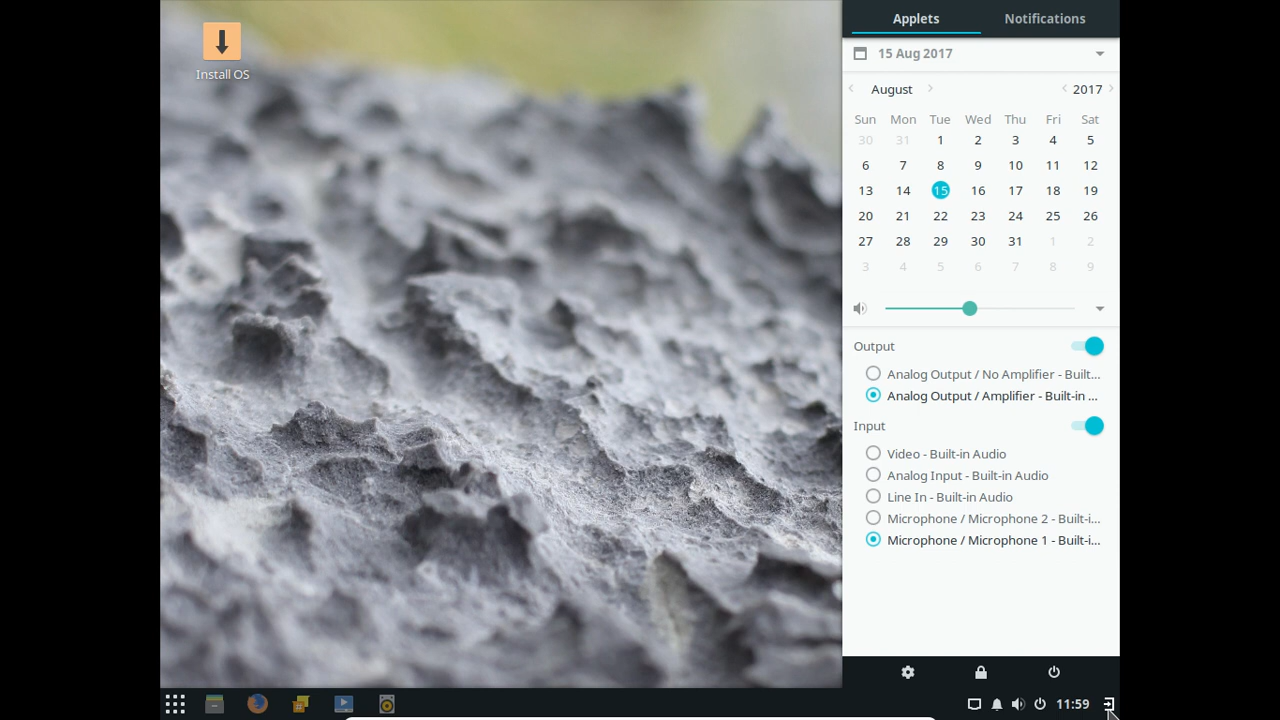 Install OS
Applets Notifications
15 Aug 2017
August 2017
Sun Mon Tue Wed Thu Fri Sat
30 31 1 2 3 4 5
6 7 8 9 10 11 12
13 14 15 16 17 18 19
20 21 22 23 24 25 26
27 28 29 30 31 1 2
3 4 5 6 7 8 9
Output
Analog Output / No Amplifier - Built...
Analog Output / Amplifier - Built-in ...
Input
Video - Built-in Audio
Analog Input - Built-in Audio
Line In - Built-in Audio
Microphone / Microphone 2 - Built-i...
Microphone / Microphone 1 - Built-i...
11:59